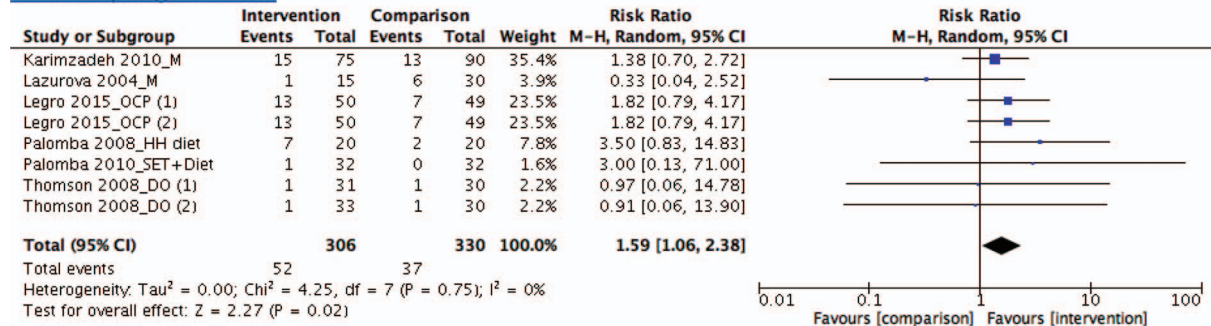 Intervention Comparison Risk Ratio Risk Ratio
Study or Subgroup Events Total Events Total Weight M-H, Random, 95% CI M-H, Random, 95% CI
Karimzadeh 2010_M 15 75 13 90 35.4% 1.38 [0.70, 2.72]
Lazurova 2004_M 1 15 6 30 3.9% 0.33 [0.04, 2.52]
Legro 2015_OCP (1) 13 50 7 49 23.5% 1.82 [0.79, 4.17]
Legro 2015_OCP (2) 13 50 7 49 23.5% 1.82 [0.79, 4.17]
Palomba 2008_HH diet 7 20 2 20 7.8% 3.50 [0.83, 14.83]
Palomba 2010_SET+Diet 1 32 0 32 1.6% 3.00 [0.13, 71.00]
Thomson 2008_DO (1) 1 31 1 30 2.2% 0.97 [0.06, 14.78]
Thomson 2008_DO (2) 1 33 1 30 2.2% 0.91 [0.06, 13.90]
Total (95% CI) 306 330 100.0% 1.59 [1.06, 2.38]
Total events 52 37
Heterogeneity: Tau² = 0.00; Chi² = 4.25, df = 7 (P = 0.75); I² = 0%
Test for overall effect: Z = 2.27 (P = 0.02)
0.01 0.1 1 10 100
Favours [comparison] Favours [intervention]